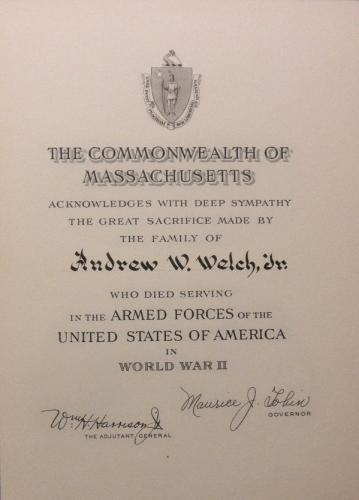 THE COMMONWEALTH OF
MASSACHUSETTS
ACKNOWLEDGES WITH DEEP SYMPATHY
THE GREAT SACRIFICE MADE BY
THE FAMILY OF
Andrew W. Welch, Jr.
WHO DIED SERVING
IN THE ARMED FORCES OF THE
UNITED STATES OF AMERICA
IN
WORLD WAR II
Wm H Harrison Jr
THE ADJUTANT GENERAL
Maurice J. Tobin
GOVERNOR